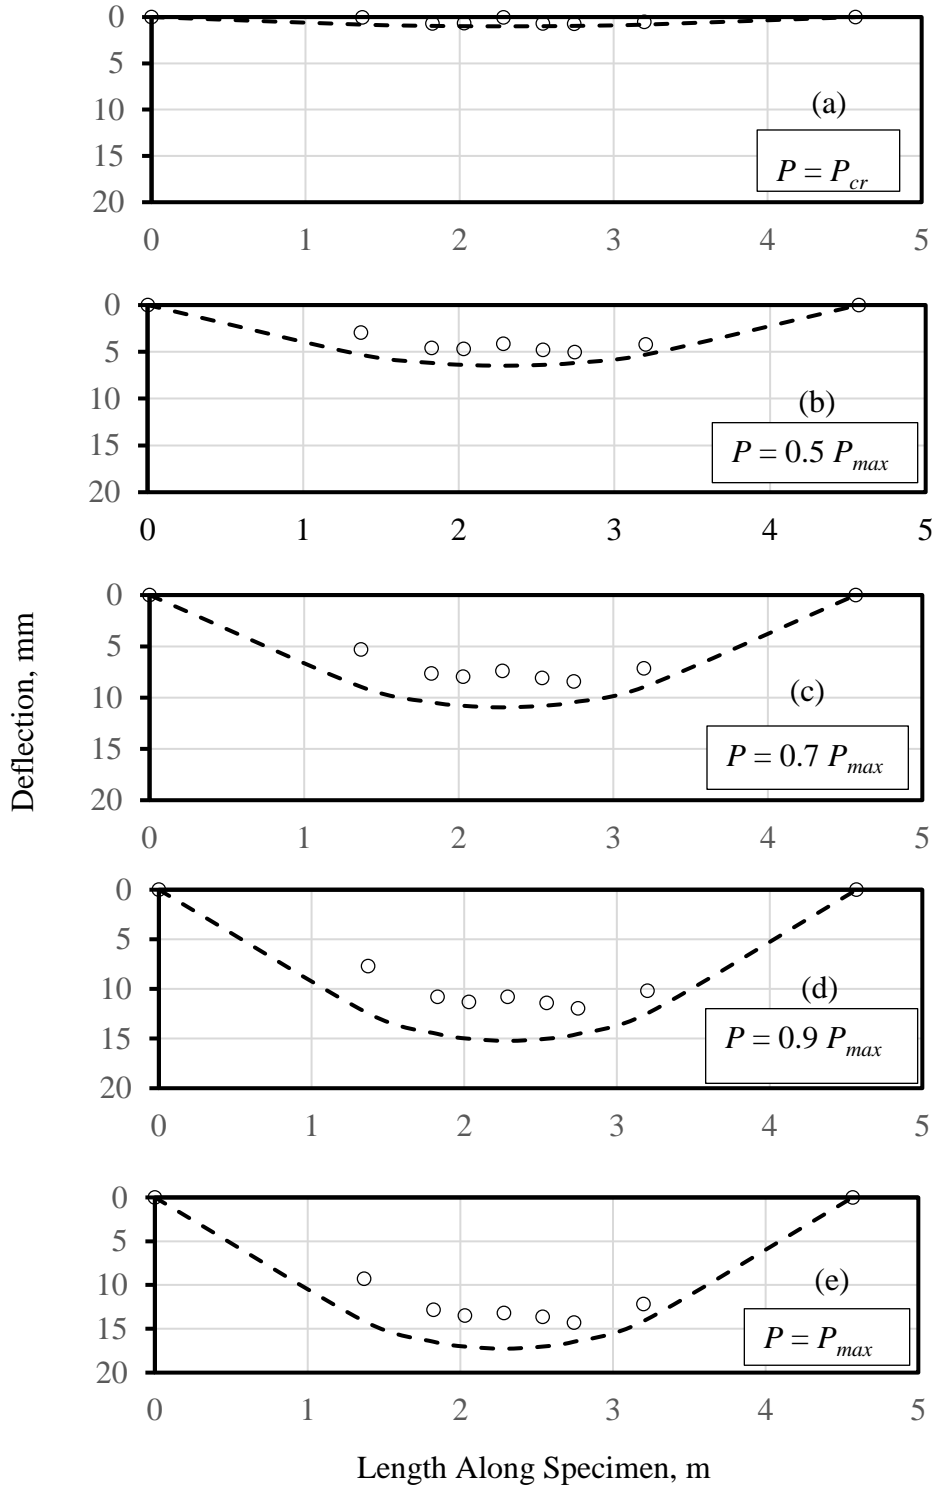 0
5
10
(a)
15
P = Pcr
20
0 1 2 3 4 5
0
5
10
(b)
15
P = 0.5 Pmax
20
0 1 2 3 4 5
Deflection, mm
0
5
10
(c)
15
P = 0.7 Pmax
20
0 1 2 3 4 5
0
5
10
(d)
15
P = 0.9 Pmax
20
0 1 2 3 4 5
0
5
10
(e)
15
P = Pmax
20
0 1 2 3 4 5
Length Along Specimen, m